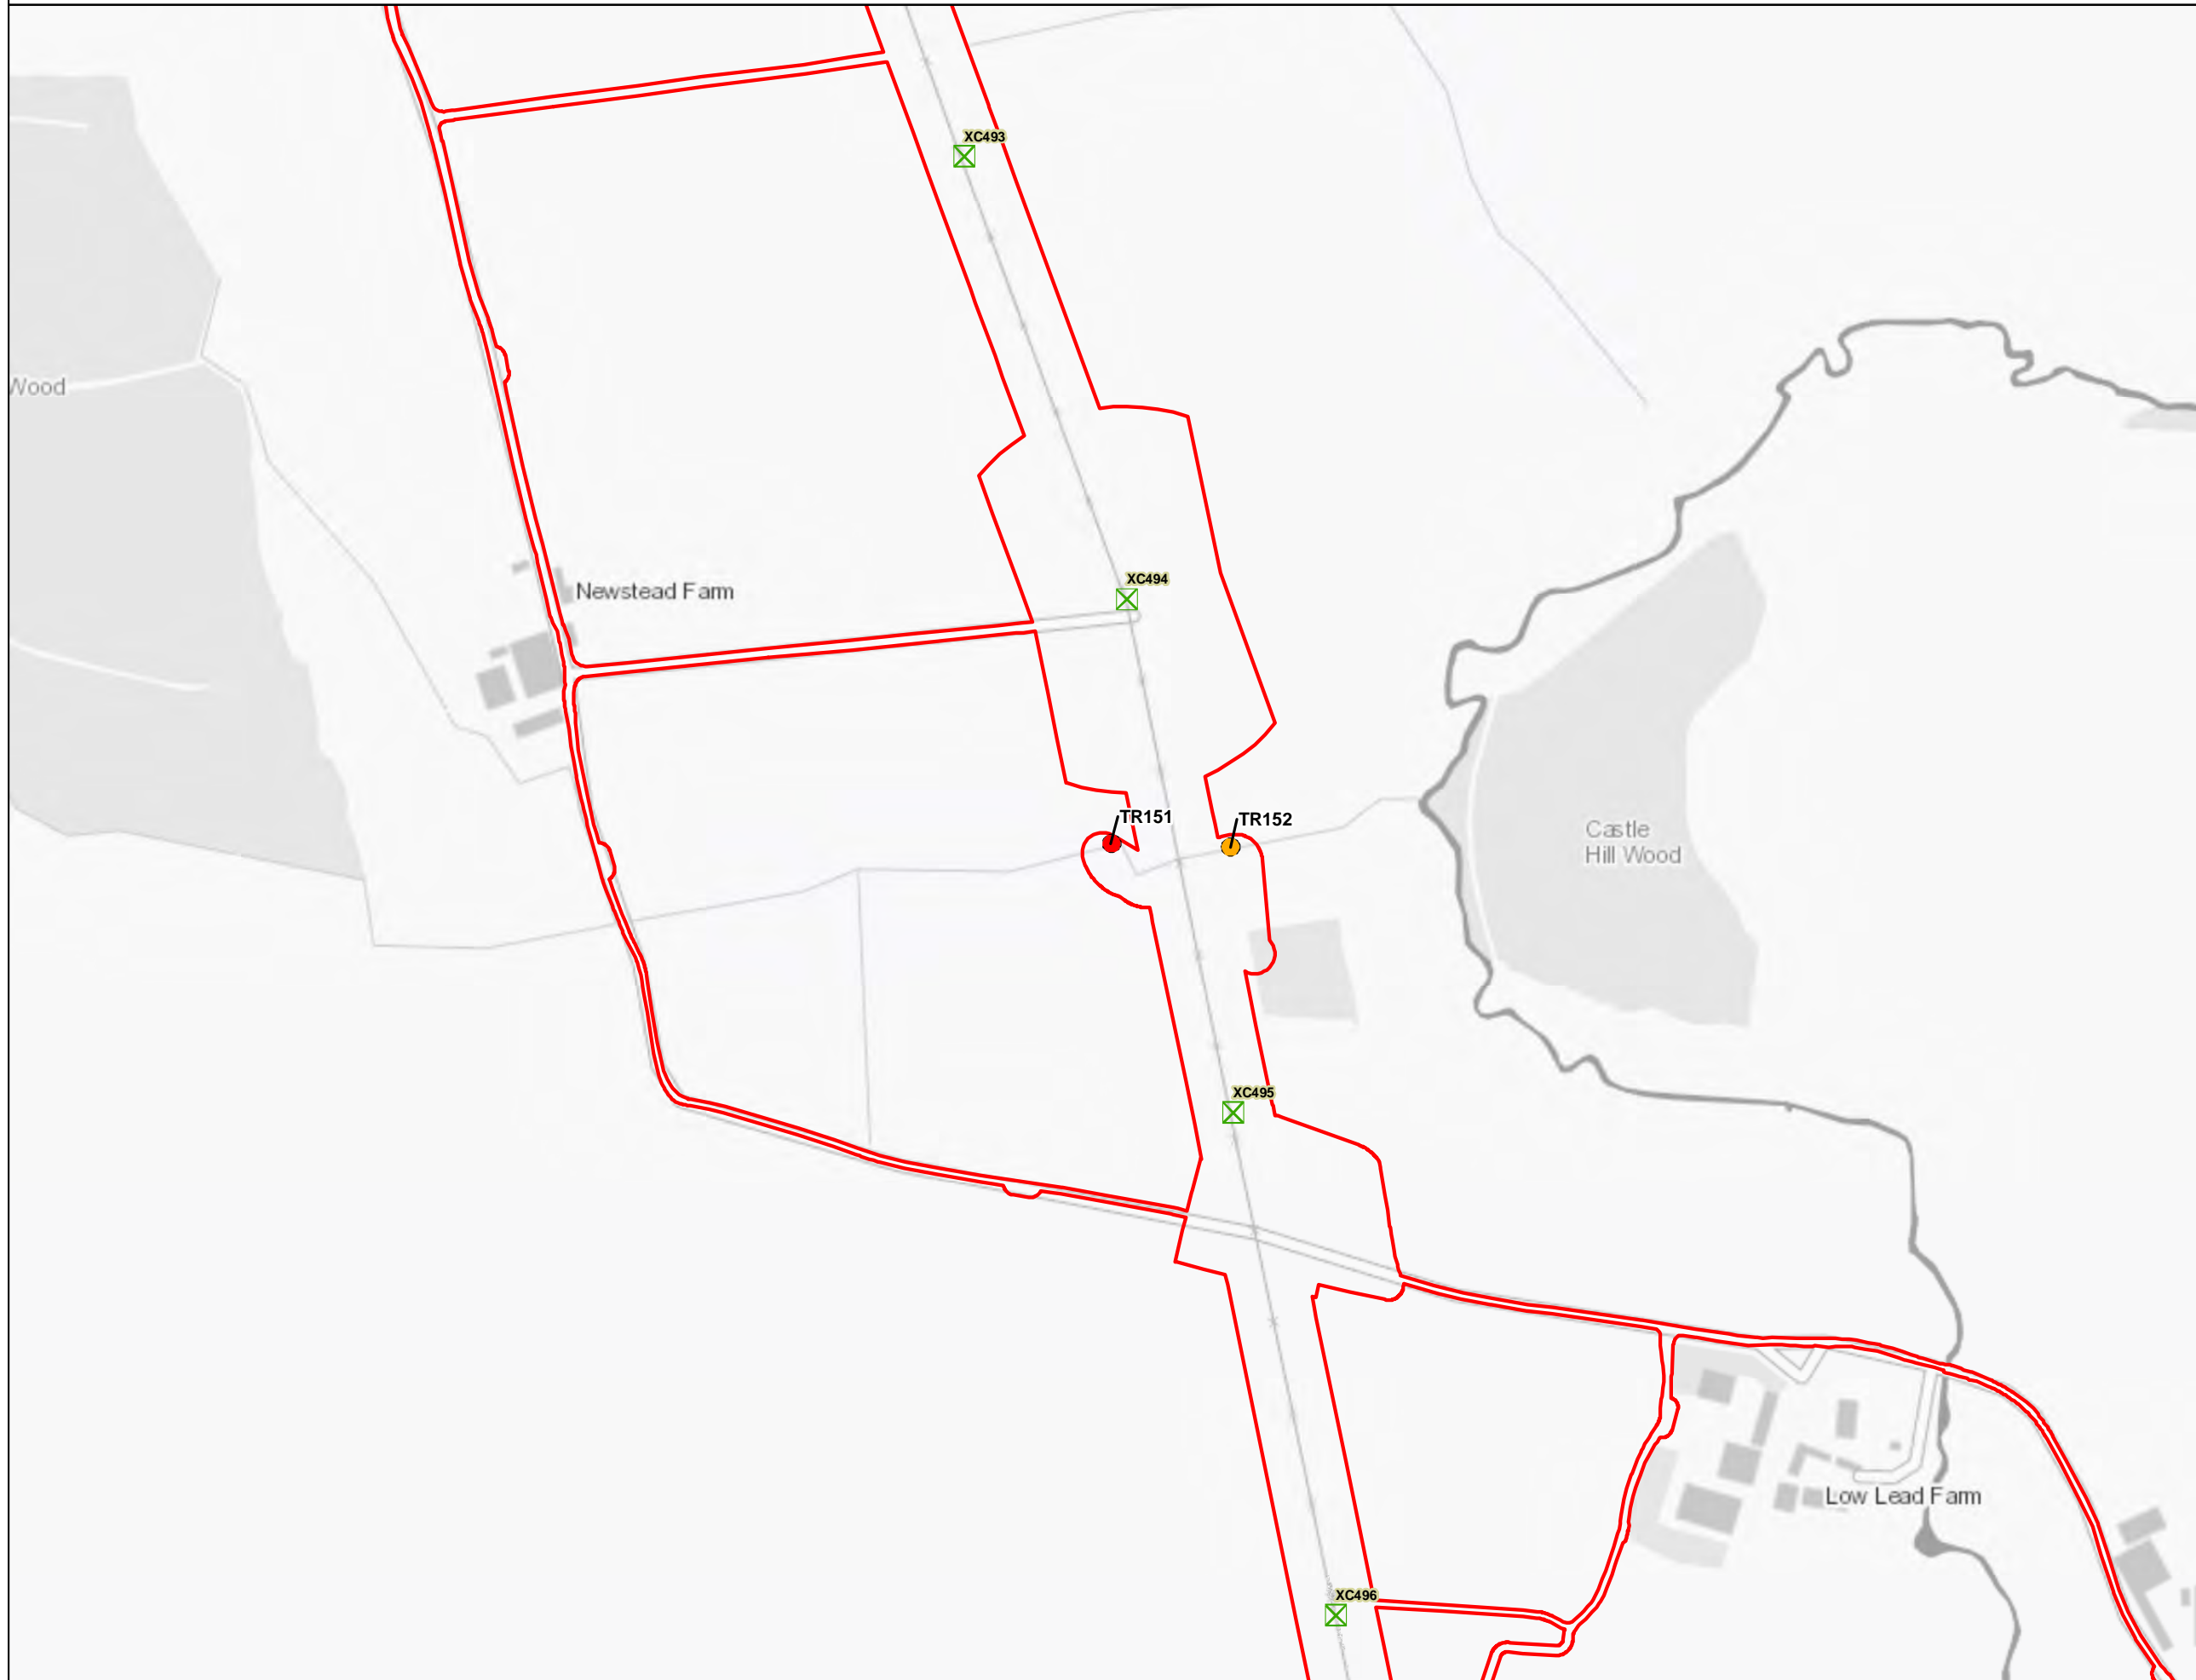 XC493
Wood
XC494
Newstead Farm
TR151
TR152
Castle
Hill Wood
XC495
Low Lead Farm
XC496